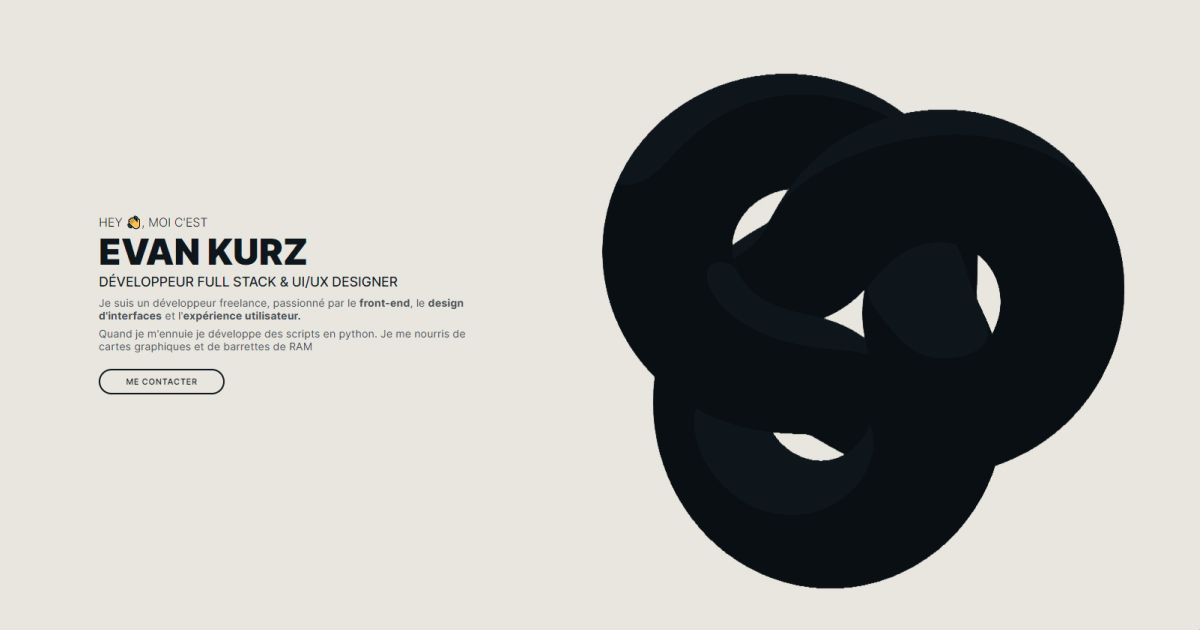 HEY 👋, MOI C'EST
EVAN KURZ
DÉVELOPPEUR FULL STACK & UI/UX DESIGNER
Je suis un développeur freelance, passionné par le front-end, le design
d'interfaces et l'expérience utilisateur.
Quand je m'ennuie je développe des scripts en python. Je me nourris de
cartes graphiques et de barrettes de RAM
ME CONTACTER